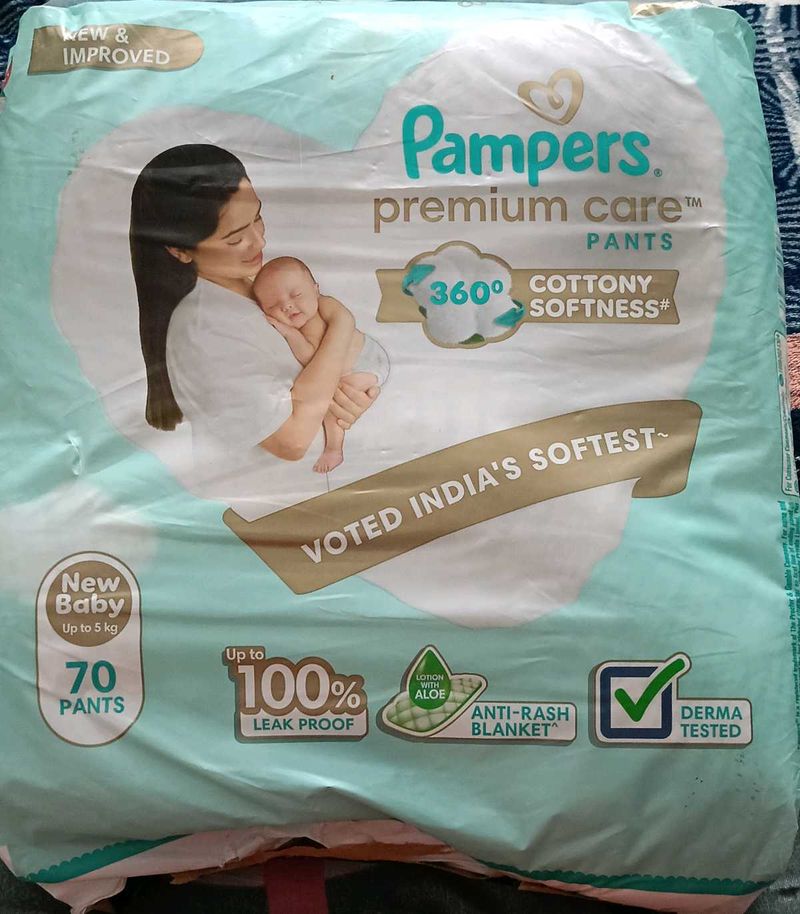 NEW &
IMPROVED
Pampers®
premium care™
PANTS
360°
COTTONY
SOFTNESS#
VOTED INDIA'S SOFTEST~
New
Baby
Up to 5 kg
70
PANTS
Up to
100%
LEAK PROOF
LOTION
WITH
ALOE
ANTI-RASH
BLANKET^
DERMA
TESTED